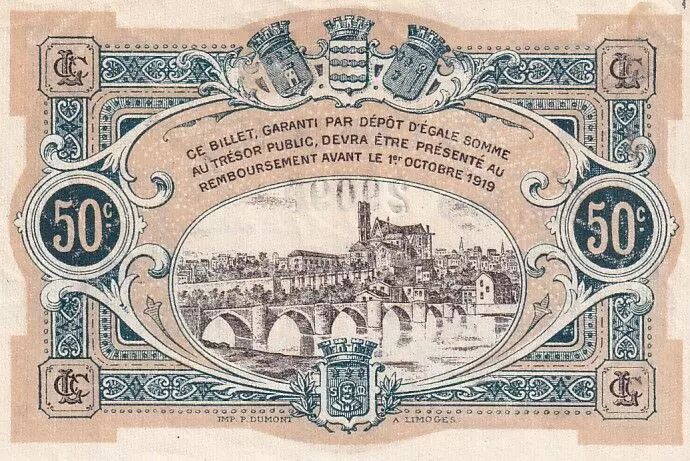 CE BILLET, GARANTI PAR DÉPÔT D'ÉGALE SOMME
AU TRÉSOR PUBLIC, DEVRA ÊTRE PRÉSENTÉ AU
REMBOURSEMENT AVANT LE 1er OCTOBRE 1919
50c.
50c.
IMP. P. DUMONT A LIMOGES.